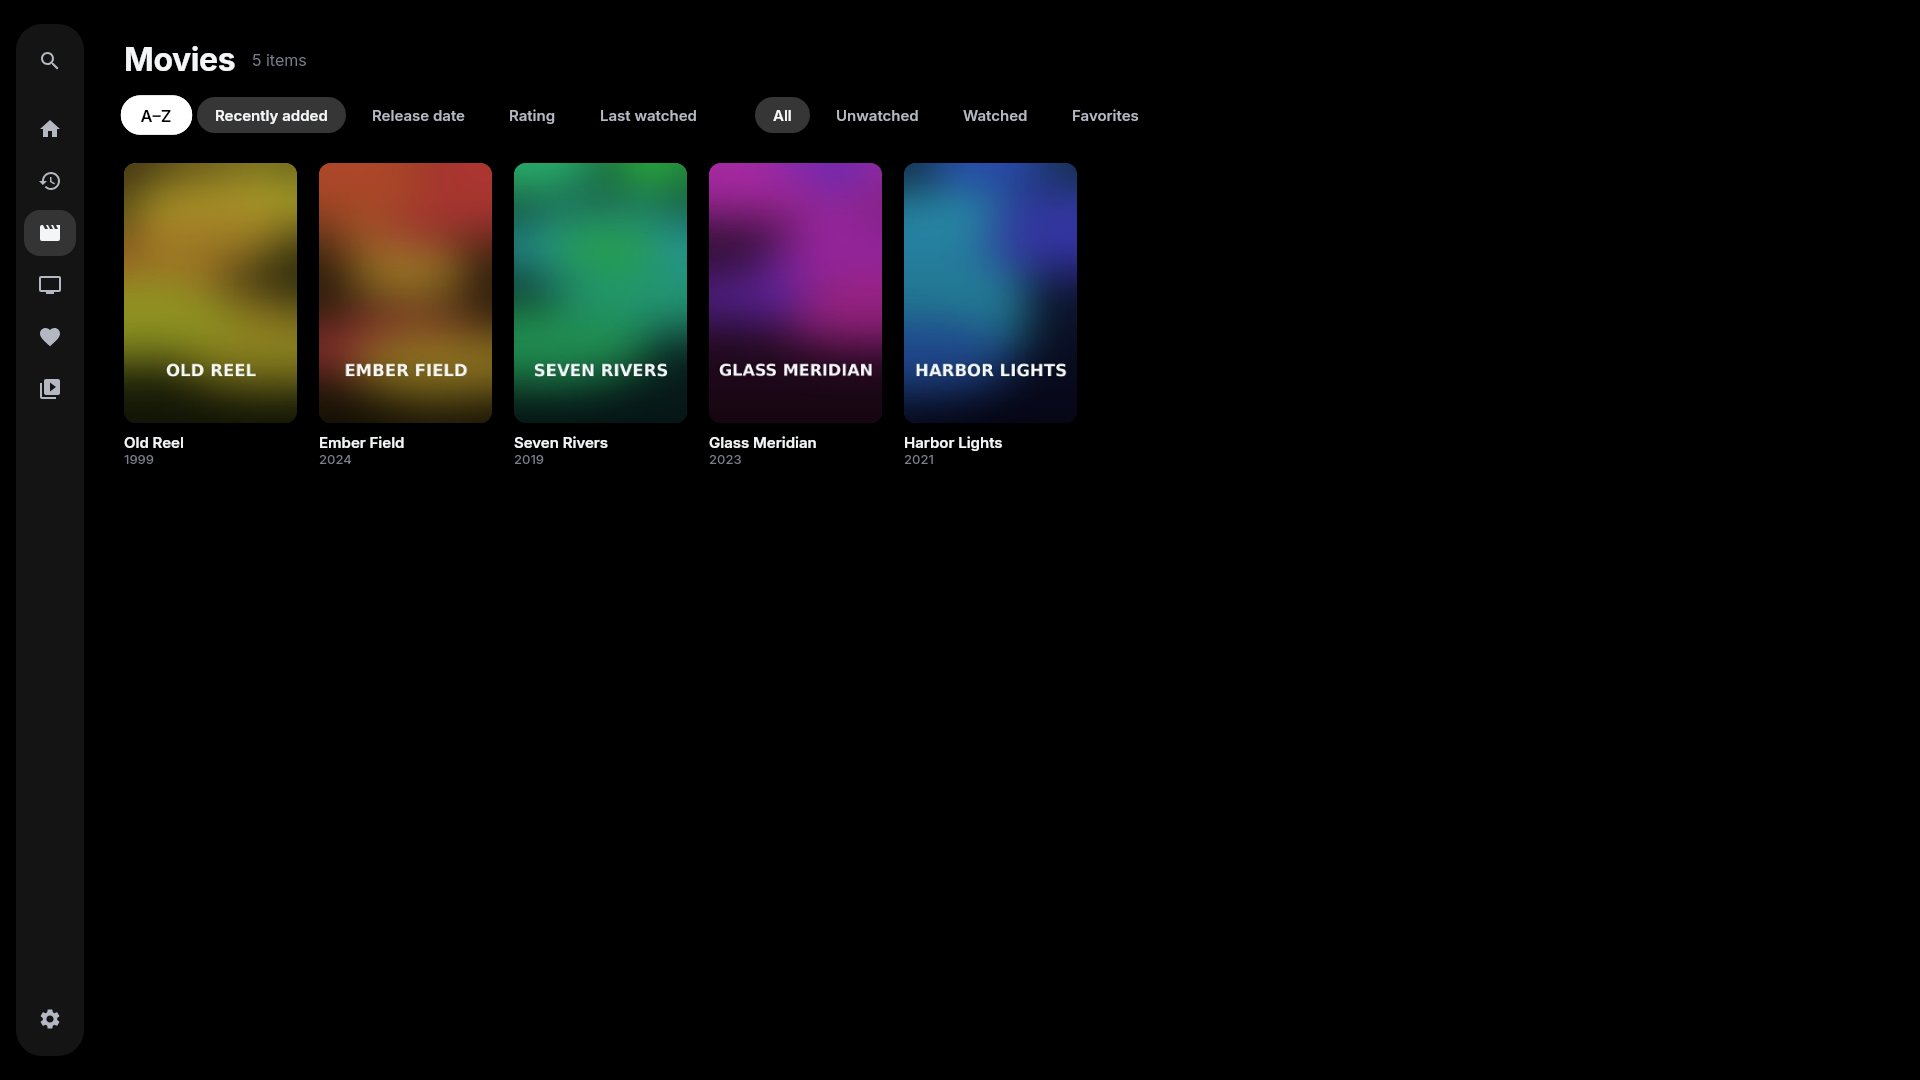 Movies 5 items
A–Z Recently added Release date Rating Last watched All Unwatched Watched Favorites
OLD REEL EMBER FIELD SEVEN RIVERS GLASS MERIDIAN HARBOR LIGHTS
Old Reel Ember Field Seven Rivers Glass Meridian Harbor Lights
1999 2024 2019 2023 2021